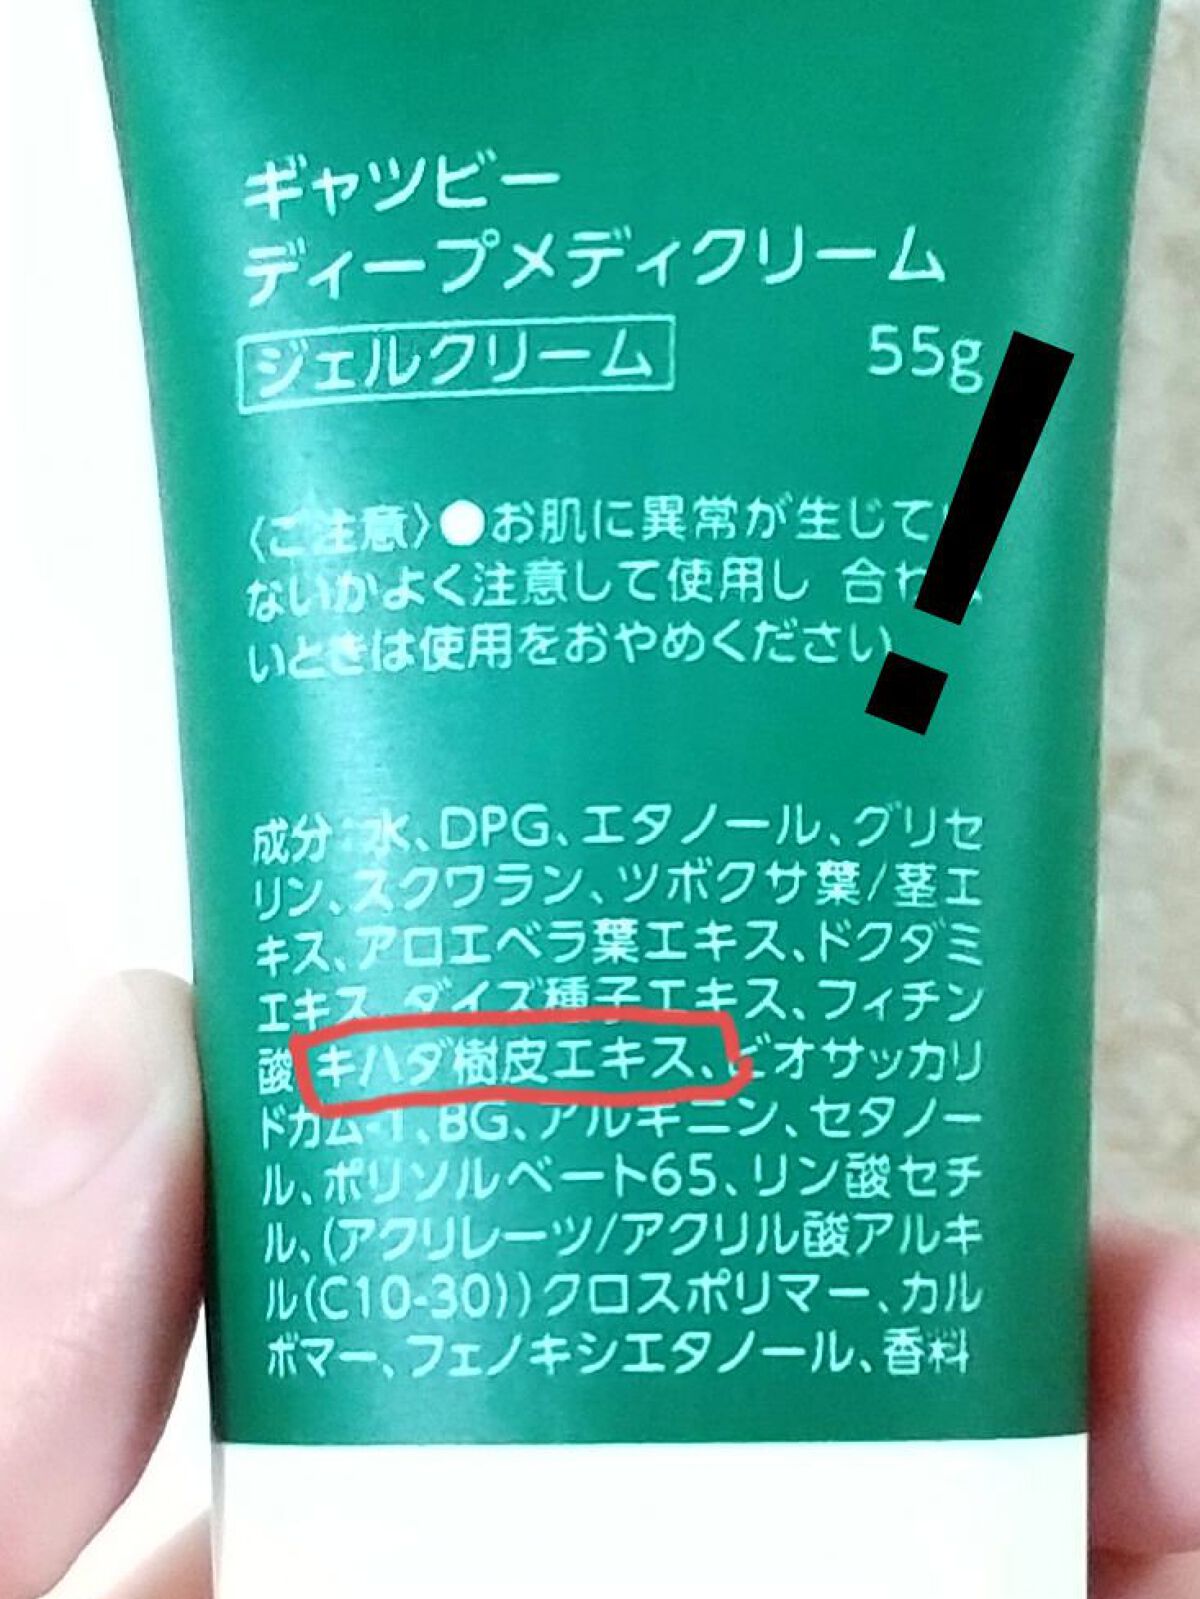 ギャツビー
ディープメディクリーム
ジェルクリーム 55g
〈ご注意〉●お肌に異常が生じて
ないかよく注意して使用し 合わ
いときは使用をおやめください
成分 水、DPG、エタノール、グリセ
リン、スクワラン、ツボクサ葉/茎エ
キス、アロエベラ葉エキス、ドクダミ
エキス、ダイズ種子エキス、フィチン
酸、キハダ樹皮エキス、ビオサッカリ
ドガム-1、BG、アルギニン、セタノー
ル、ポリソルベート65、リン酸セチ
ル、(アクリレーツ/アクリル酸アルキ
ル(C10-30))クロスポリマー、カル
ボマー、フェノキシエタノール、香料
!